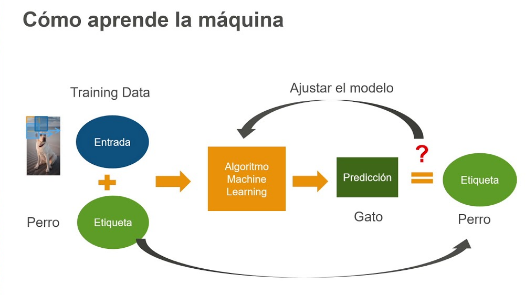 Cómo aprende la máquina
Training Data
Ajustar el modelo
Entrada
Algoritmo
Machine
Learning
Predicción
?
Etiqueta
Perro
Etiqueta
Gato
Perro